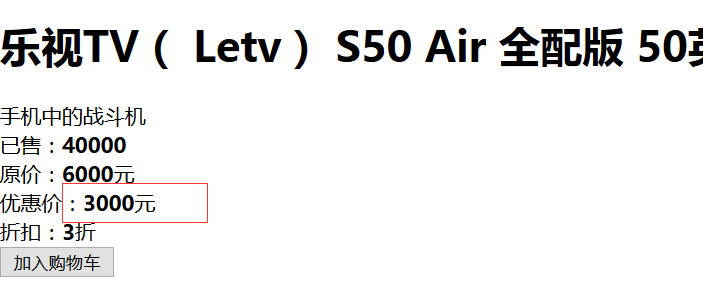 乐视TV（ Letv） S50 Air 全配版 50
手机中的战斗机
已售：40000
原价：6000元
优惠价：3000元
折扣：3折
加入购物车